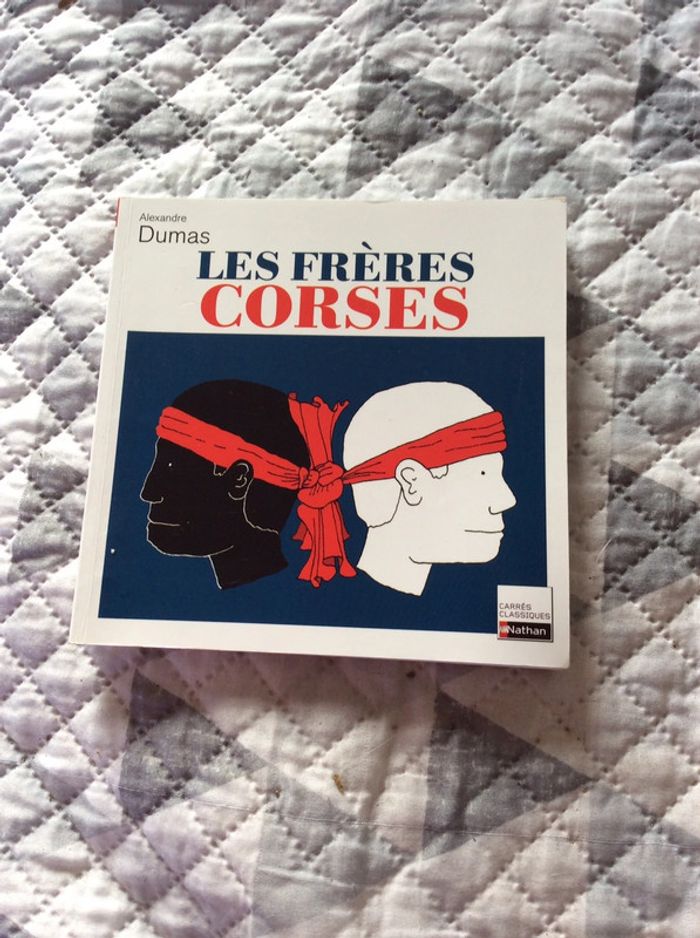 Alexandre
Dumas
LES FRÈRES
CORSES
CARRÉS
CLASSIQUES
Nathan